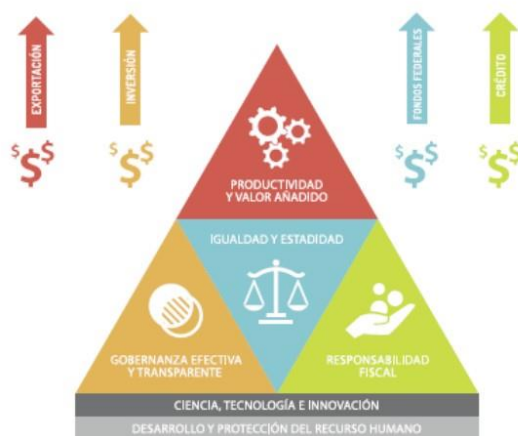 EXPORTACIÓN
INVERSIÓN
FONDOS FEDERALES
CRÉDITO
$$$
$$$
$$$
$$$
PRODUCTIVIDAD
Y VALOR AÑADIDO
IGUALDAD Y ESTADIDAD
GOBERNANZA EFECTIVA
Y TRANSPARENTE
RESPONSABILIDAD
FISCAL
CIENCIA, TECNOLOGÍA E INNOVACIÓN
DESARROLLO Y PROTECCIÓN DEL RECURSO HUMANO